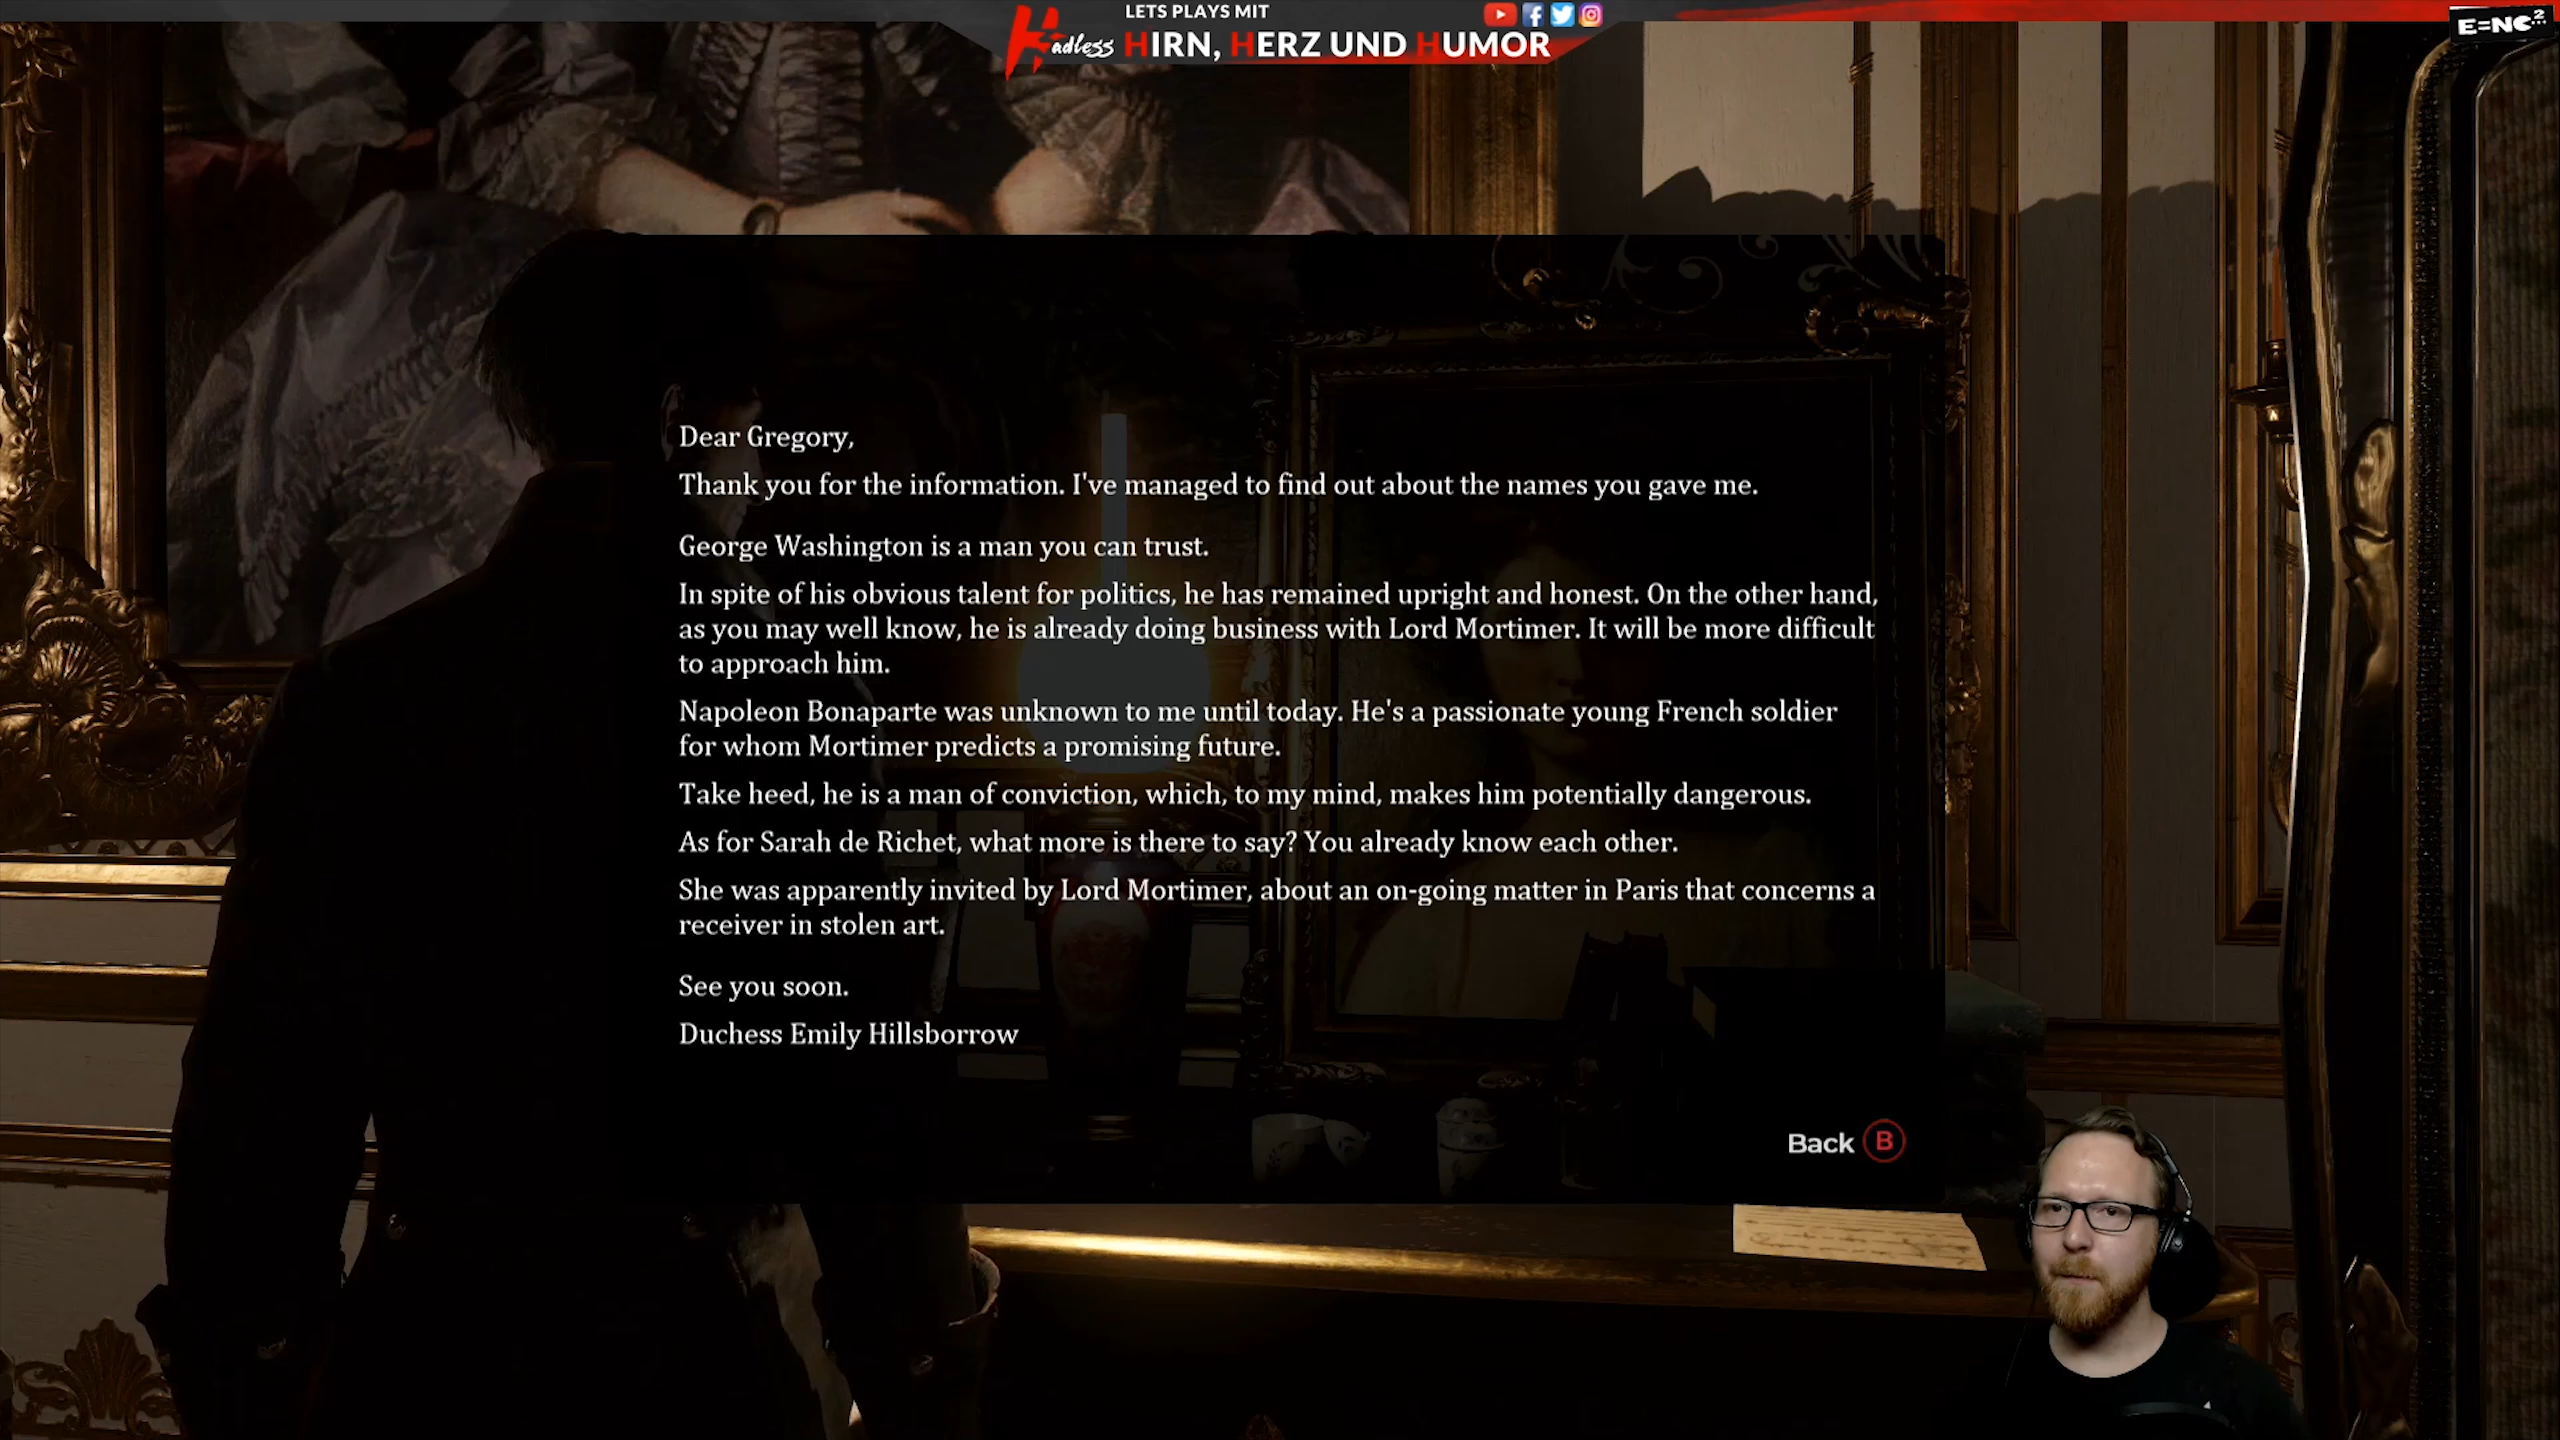 LETS PLAYS MIT
Hadless HIRN, HERZ UND HUMOR
E=NC²
Dear Gregory,
Thank you for the information. I've managed to find out about the names you gave me.
George Washington is a man you can trust.
In spite of his obvious talent for politics, he has remained upright and honest. On the other hand,
as you may well know, he is already doing business with Lord Mortimer. It will be more difficult
to approach him.
Napoleon Bonaparte was unknown to me until today. He's a passionate young French soldier
for whom Mortimer predicts a promising future.
Take heed, he is a man of conviction, which, to my mind, makes him potentially dangerous.
As for Sarah de Richet, what more is there to say? You already know each other.
She was apparently invited by Lord Mortimer, about an on-going matter in Paris that concerns a
receiver in stolen art.
See you soon.
Duchess Emily Hillsborrow
Back B